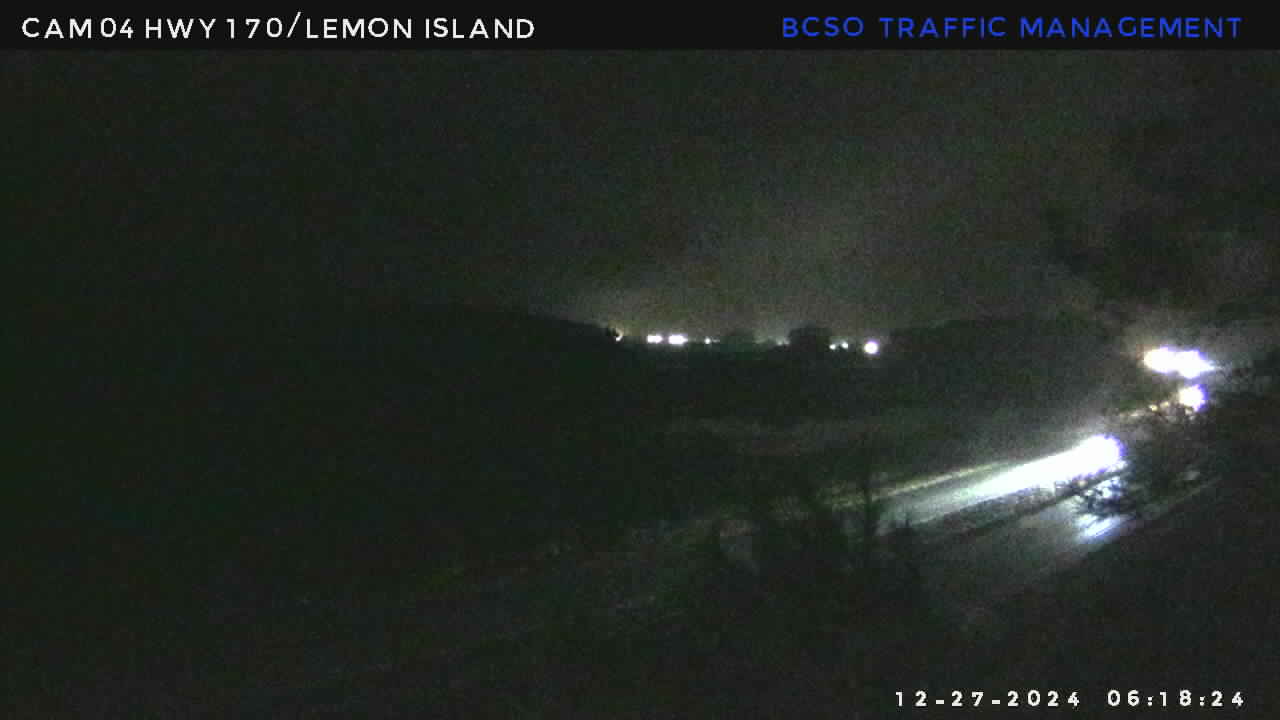 CAM04 HWY 170/LEMON ISLAND
BCSO TRAFFIC MANAGEMENT
12-27-2024 06:18:24